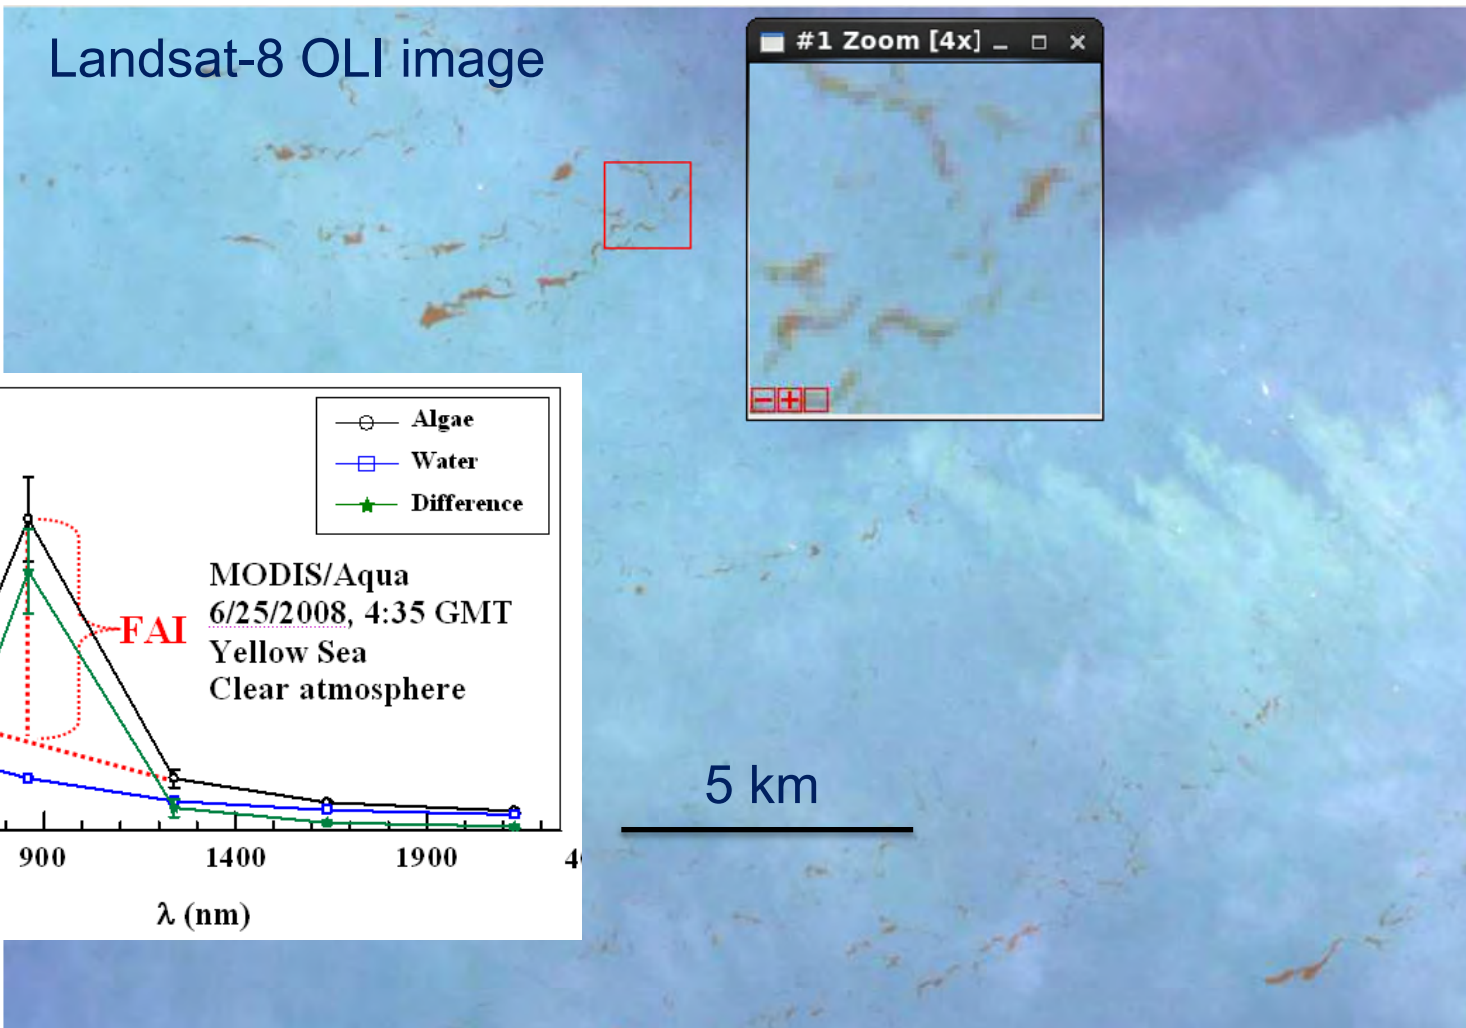 Landsat-8 OLI image
#1 Zoom [4x]
Algae
Water
Difference
MODIS/Aqua
6/25/2008, 4:35 GMT
Yellow Sea
Clear atmosphere
FAI
5 km
900 1400 1900
λ (nm)